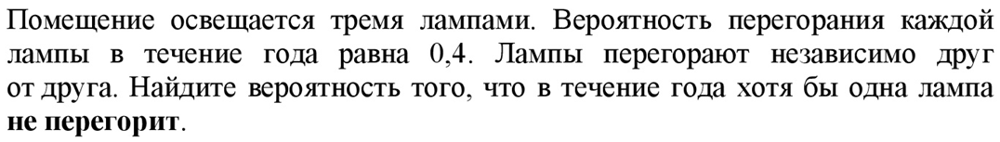 Помещение освещается тремя лампами. Вероятность перегорания каждой
лампы в течение года равна 0,4. Лампы перегорают независимо друг
от друга. Найдите вероятность того, что в течение года хотя бы одна лампа
не перегорит.